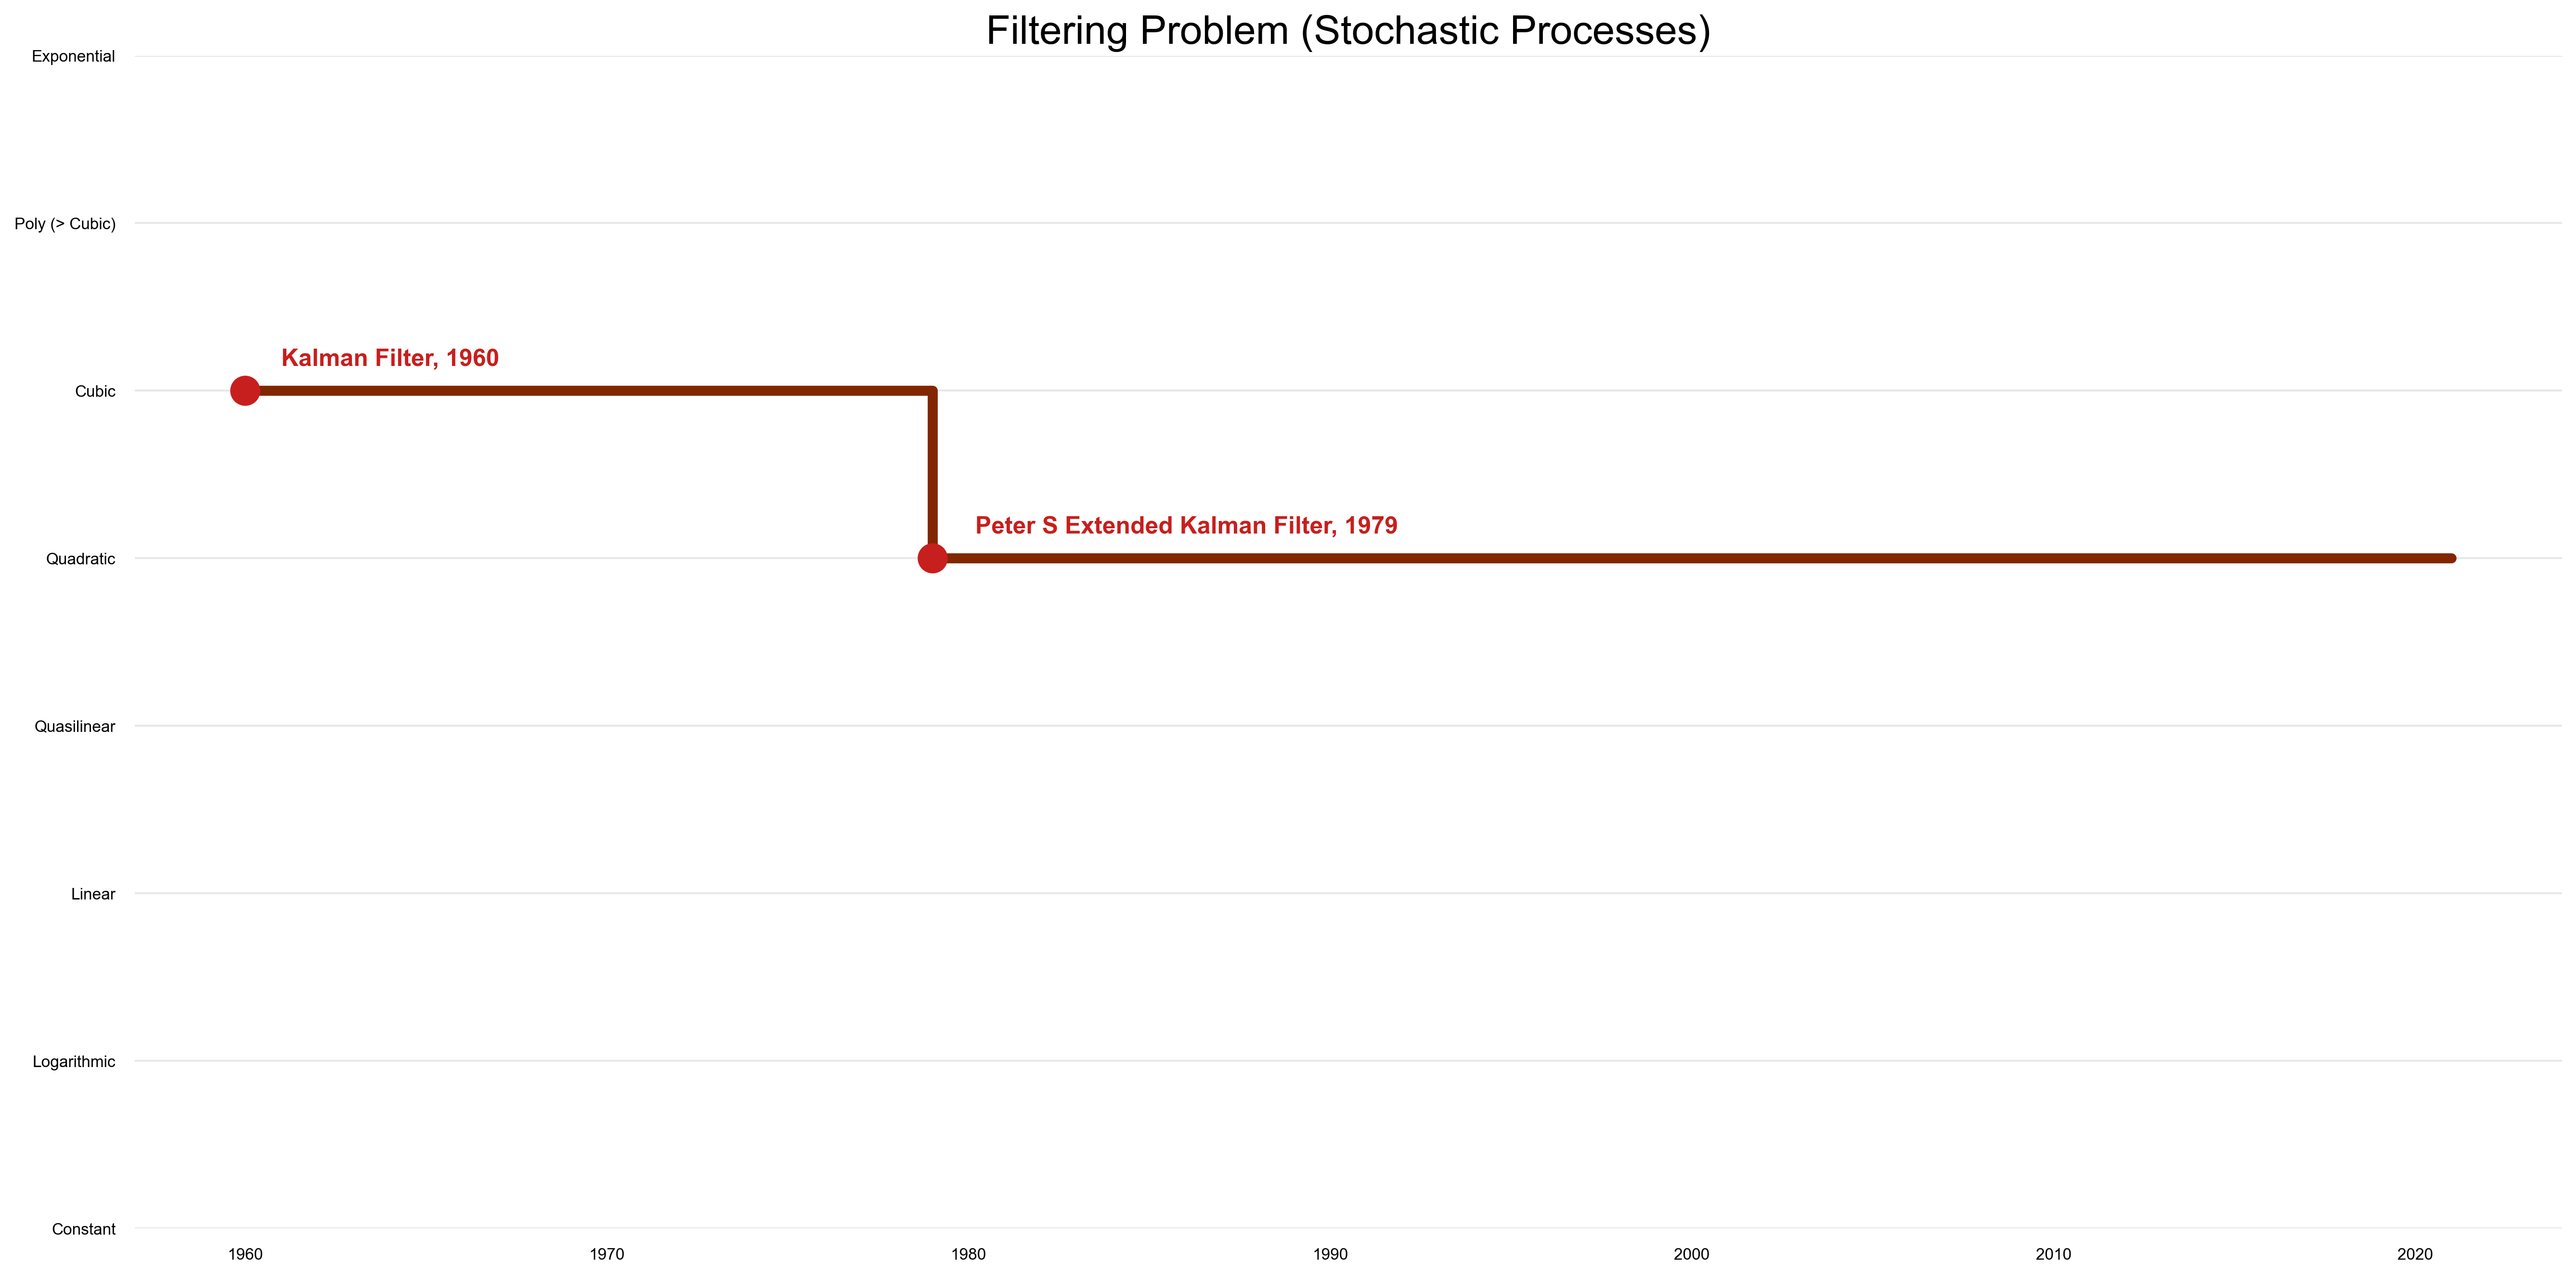 Filtering Problem (Stochastic Processes)
Exponential
Poly (> Cubic)
Kalman Filter, 1960
Cubic
Peter S Extended Kalman Filter, 1979
Quadratic
Quasilinear
Linear
Logarithmic
Constant
1960 1970 1980 1990 2000 2010 2020